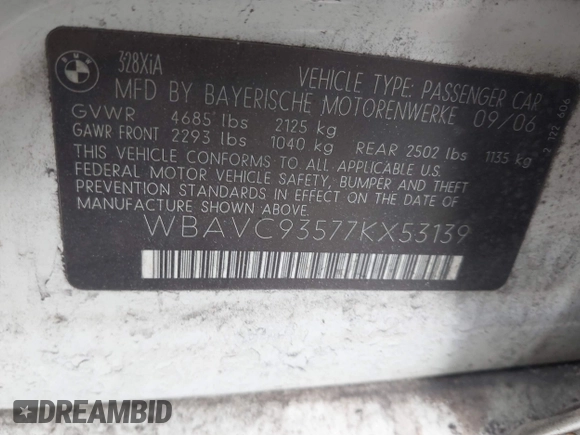 BMW
328XiA
VEHICLE TYPE: PASSENGER CAR
MFD BY BAYERISCHE MOTORENWERKE 09/06
GVWR 4685 lbs 2125 kg
GAWR FRONT 2293 lbs 1040 kg REAR 2502 lbs 1135 kg
THIS VEHICLE CONFORMS TO ALL APPLICABLE U.S.
FEDERAL MOTOR VEHICLE SAFETY, BUMPER AND THEFT
PREVENTION STANDARDS IN EFFECT ON THE DATE OF
MANUFACTURE SHOWN ABOVE.
WBAVC93577KX53139
DREAMBID